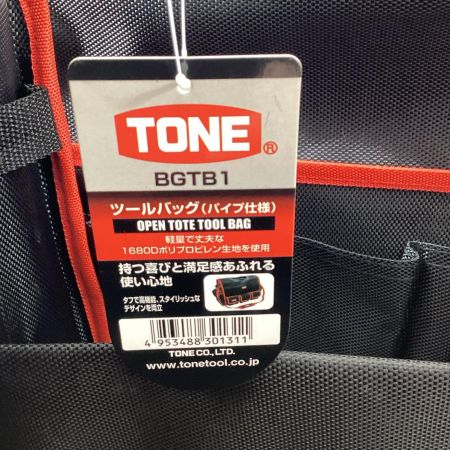 TONE®
BGTB1
ツールバッグ(パイプ仕様)
OPEN TOTE TOOL BAG
軽量で丈夫な
1680Dポリプロピレン生地を使用
持つ喜びと満足感あふれる
使い心地
タフで高機能、スタイリッシュな
デザインを両立
4 953488 301311
TONE CO., LTD.
www.tonetool.co.jp